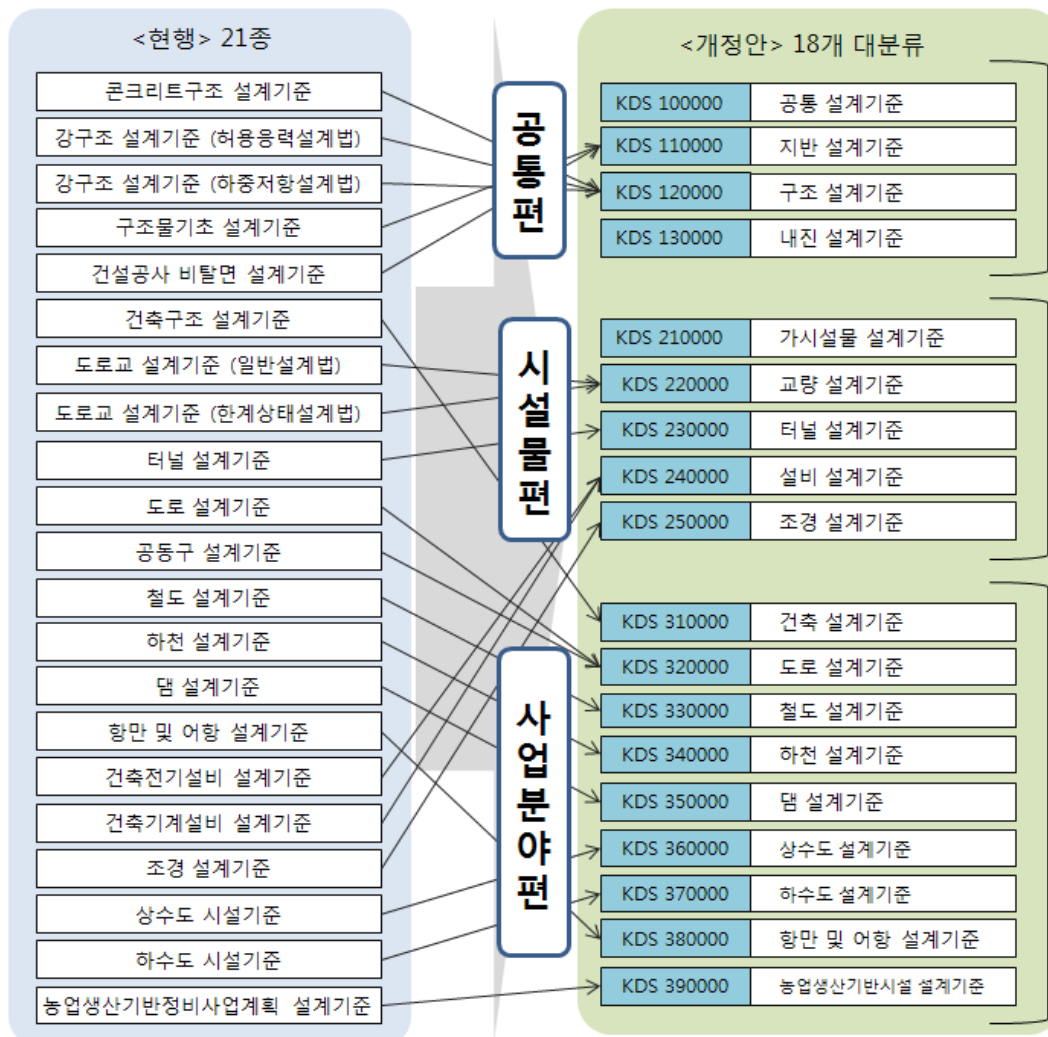 <현행> 21종
콘크리트구조 설계기준
강구조 설계기준 (허용응력설계법)
강구조 설계기준 (하중저항설계법)
구조물기초 설계기준
건설공사 비탈면 설계기준
건축구조 설계기준
도로교 설계기준 (일반설계법)
도로교 설계기준 (한계상태설계법)
터널 설계기준
도로 설계기준
공동구 설계기준
철도 설계기준
하천 설계기준
댐 설계기준
항만 및 어항 설계기준
건축전기설비 설계기준
건축기계설비 설계기준
조경 설계기준
상수도 시설기준
하수도 시설기준
농업생산기반정비사업계획 설계기준
공통편
시설물편
사업분야편
<개정안> 18개 대분류
KDS 100000 공통 설계기준
KDS 110000 지반 설계기준
KDS 120000 구조 설계기준
KDS 130000 내진 설계기준
KDS 210000 가시설물 설계기준
KDS 220000 교량 설계기준
KDS 230000 터널 설계기준
KDS 240000 설비 설계기준
KDS 250000 조경 설계기준
KDS 310000 건축 설계기준
KDS 320000 도로 설계기준
KDS 330000 철도 설계기준
KDS 340000 하천 설계기준
KDS 350000 댐 설계기준
KDS 360000 상수도 설계기준
KDS 370000 하수도 설계기준
KDS 380000 항만 및 어항 설계기준
KDS 390000 농업생산기반시설 설계기준